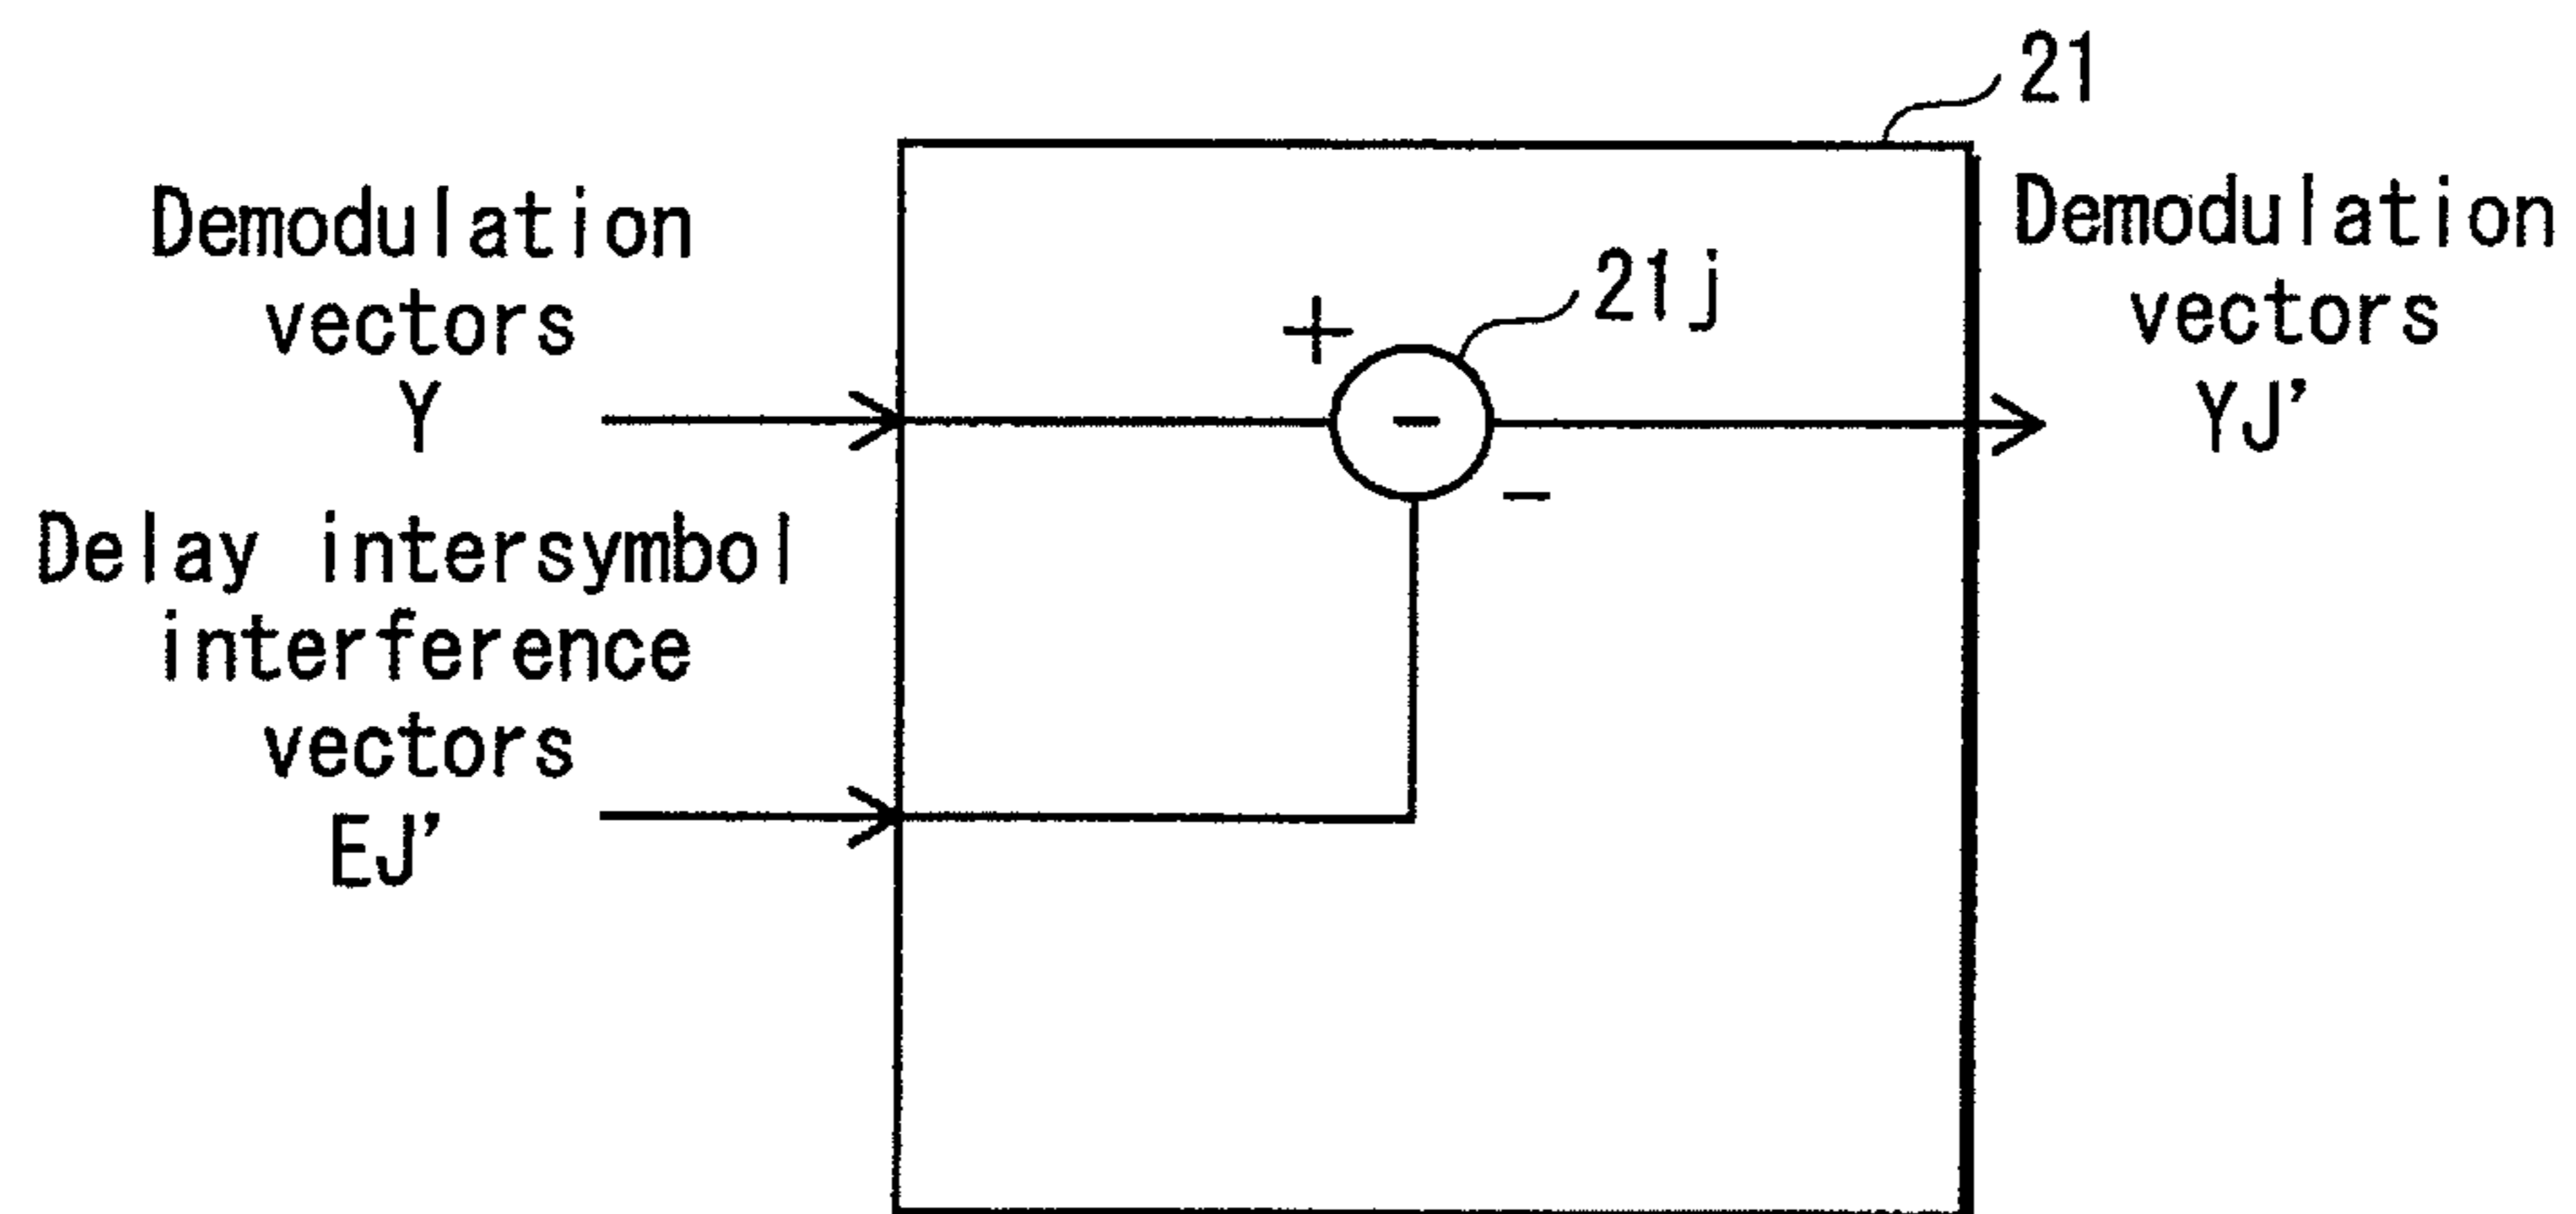 21
Demodulation
vectors
Y
Demodulation
vectors
YJ'
21j
+
-
-
Delay intersymbol
interference
vectors
EJ'